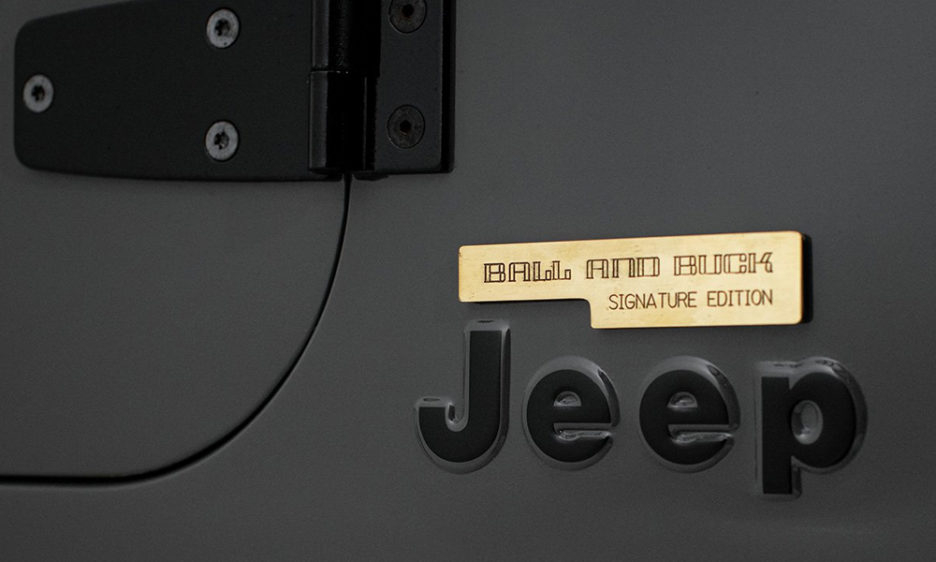 BALL AND BUCK
SIGNATURE EDITION
Jeep